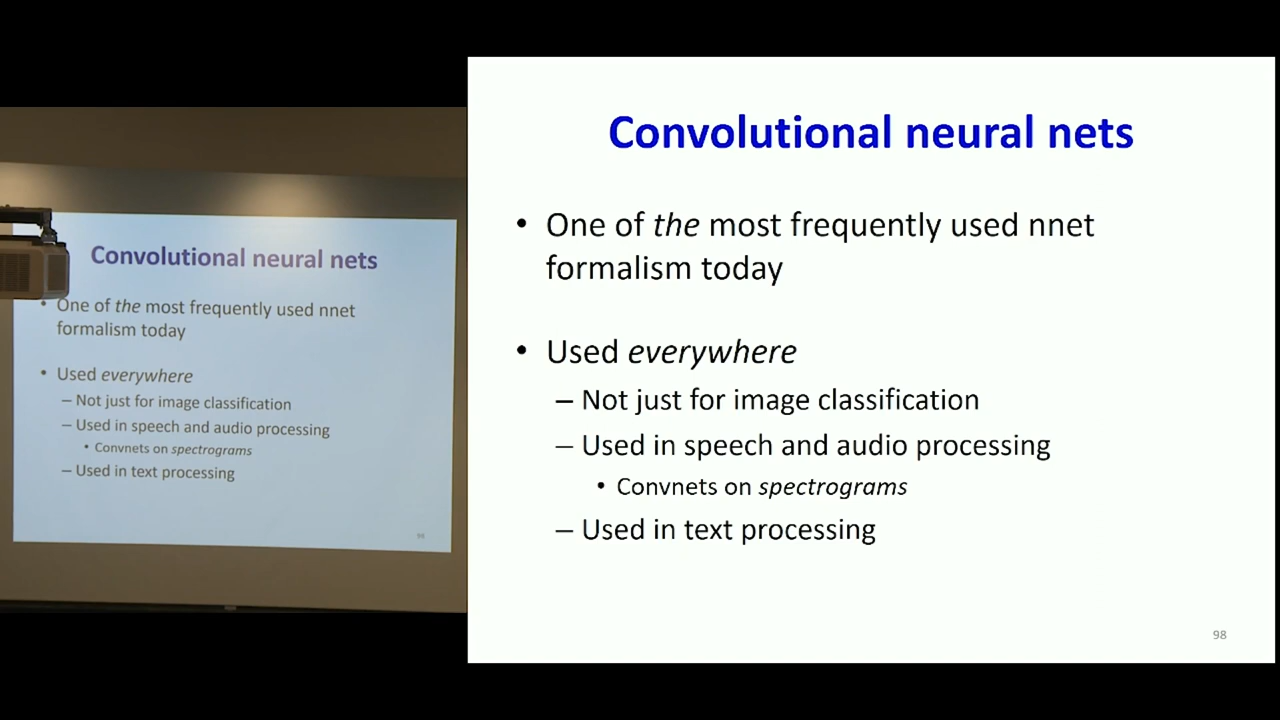 Convolutional neural nets
• One of the most frequently used nnet
formalism today
• Used everywhere
– Not just for image classification
– Used in speech and audio processing
• Convnets on spectrograms
– Used in text processing
Convolutional neural nets
• One of the most frequently used nnet
formalism today
• Used everywhere
– Not just for image classification
– Used in speech and audio processing
• Convnets on spectrograms
– Used in text processing
98